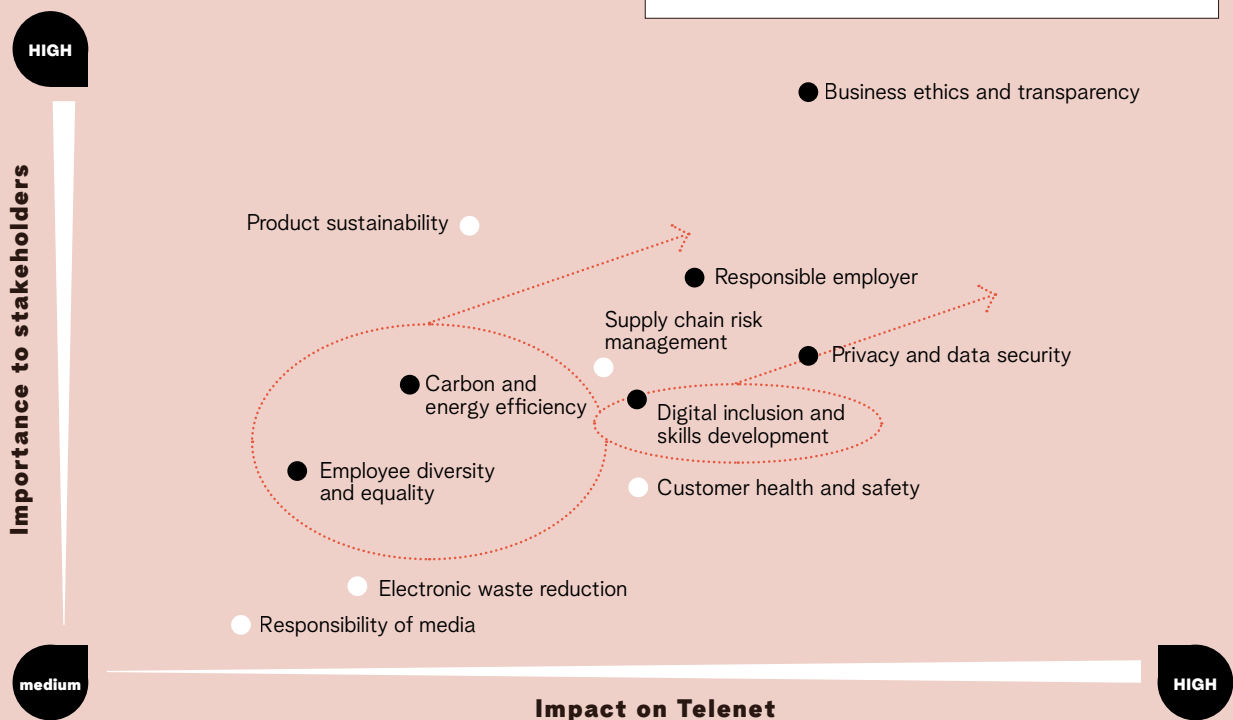 HIGH
Business ethics and transparency
Importance to stakeholders
Product sustainability
Responsible employer
Supply chain risk
management
Privacy and data security
Carbon and
energy efficiency
Digital inclusion and
skills development
Employee diversity
and equality
Customer health and safety
Electronic waste reduction
Responsibility of media
medium
HIGH
Impact on Telenet